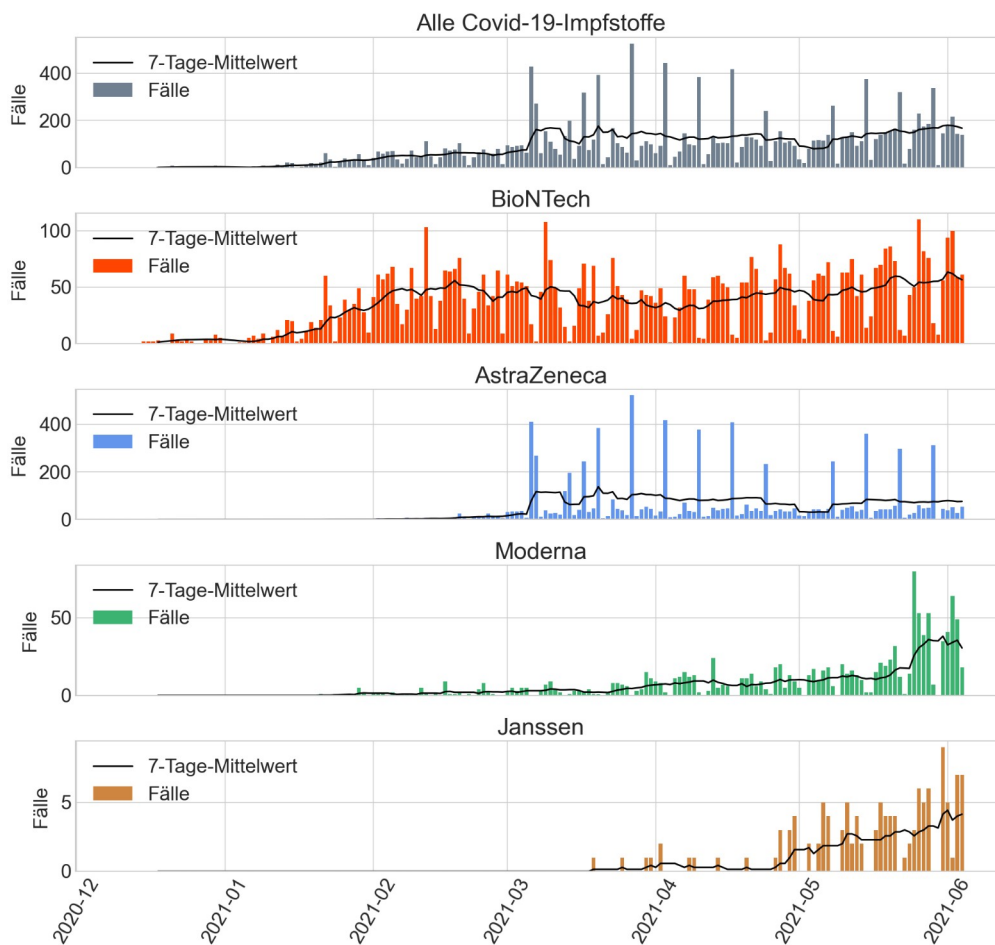 Alle Covid-19-Impfstoffe
Fälle
400
200
0
7-Tage-Mittelwert
Fälle
BioNTech
Fälle
100
50
0
7-Tage-Mittelwert
Fälle
AstraZeneca
Fälle
400
200
0
7-Tage-Mittelwert
Fälle
Moderna
Fälle
50
0
7-Tage-Mittelwert
Fälle
Janssen
Fälle
5
0
7-Tage-Mittelwert
Fälle
2020-12
2021-01
2021-02
2021-03
2021-04
2021-05
2021-06